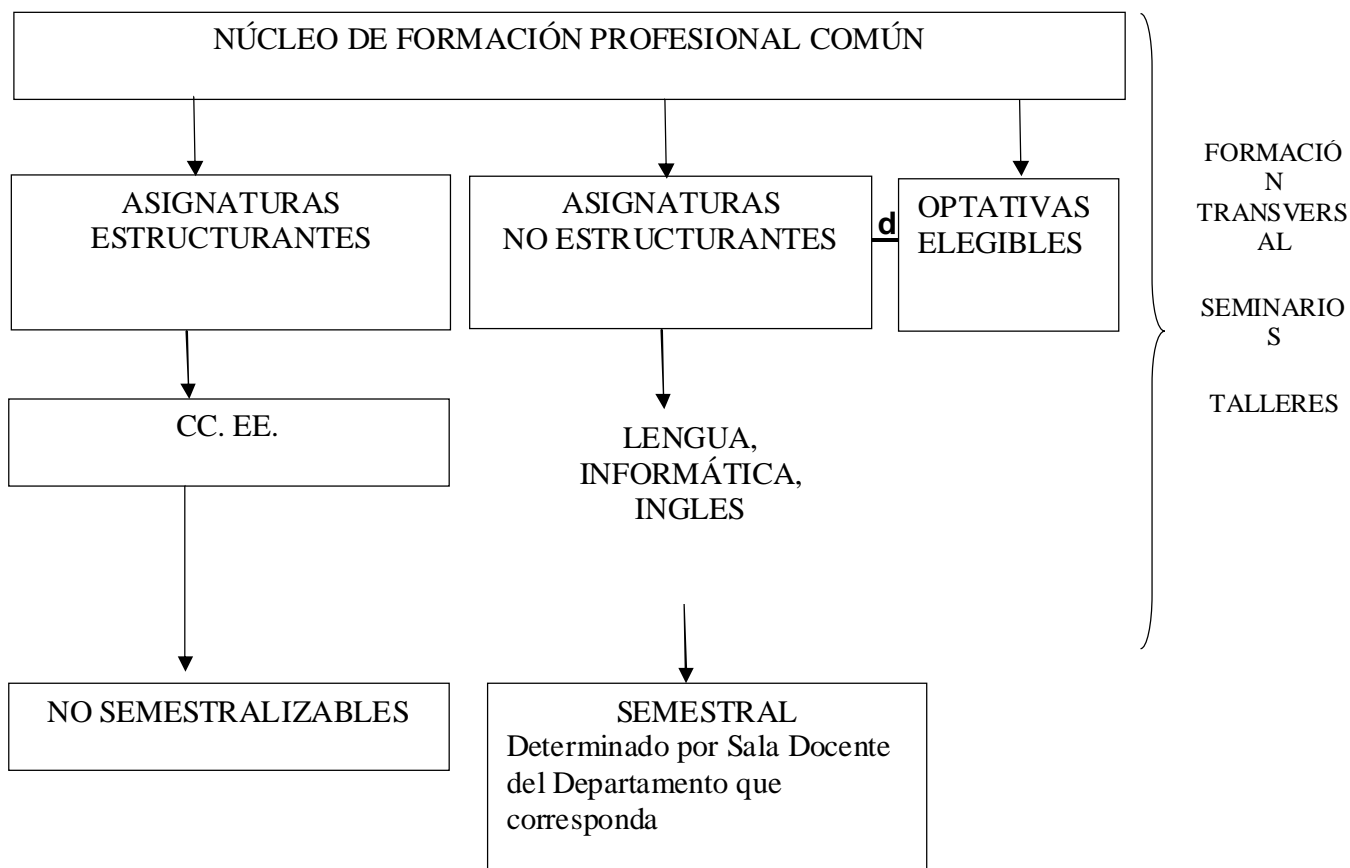 NÚCLEO DE FORMACIÓN PROFESIONAL COMÚN
ASIGNATURAS
ESTRUCTURANTES
ASIGNATURAS
NO ESTRUCTURANTES
d
OPTATIVAS
ELEGIBLES
FORMACIÓ
N
TRANSVERS
AL
SEMINARIO
S
TALLERES
CC. EE.
LENGUA,
INFORMÁTICA,
INGLES
NO SEMESTRALIZABLES
SEMESTRAL
Determinado por Sala Docente
del Departamento que
corresponda